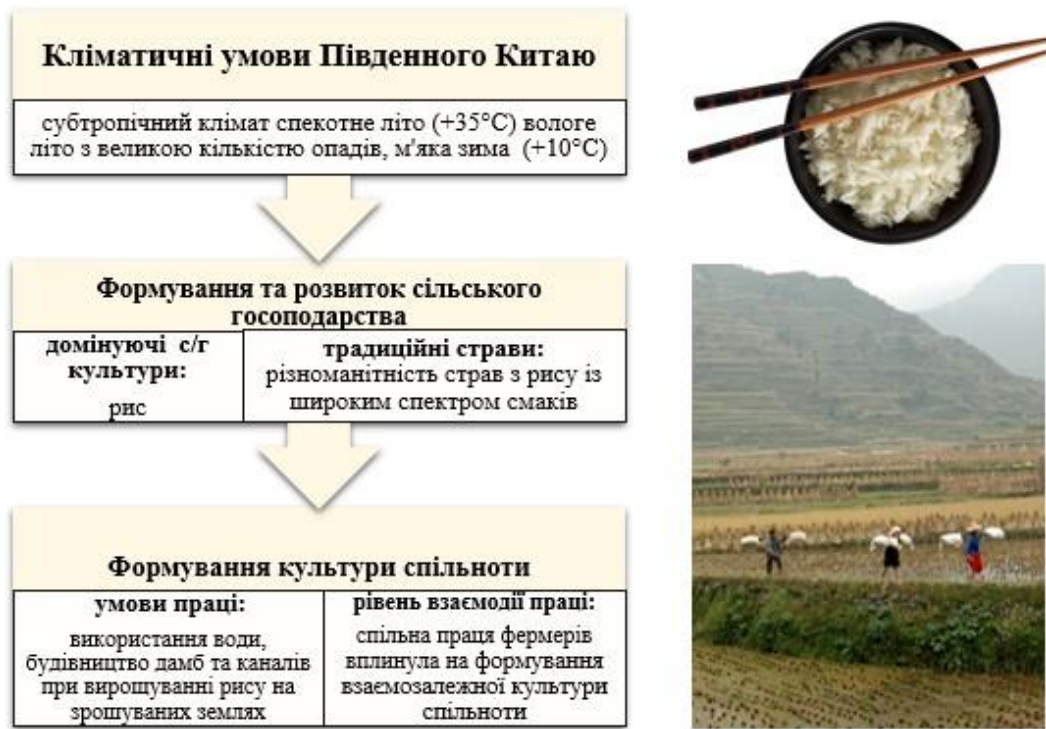 Кліматичні умови Південного Китаю
субтропічний клімат спекотне літо (+35°С) вологе
літо з великою кількістю опадів, м'яка зима (+10°С)
Формування та розвиток сільського
госоподарства
домінуючі с/г
культури:
рис
традиційні страви:
різноманітність страв з рису із
широким спектром смаків
Формування культури спільноти
умови праці:
використання води,
будівництво дамб та каналів
при вирощуванні рису на
зрошуваних землях
рівень взаємодії праці:
спільна праця фермерів
вплинула на формування
взаємозалежної культури
спільноти